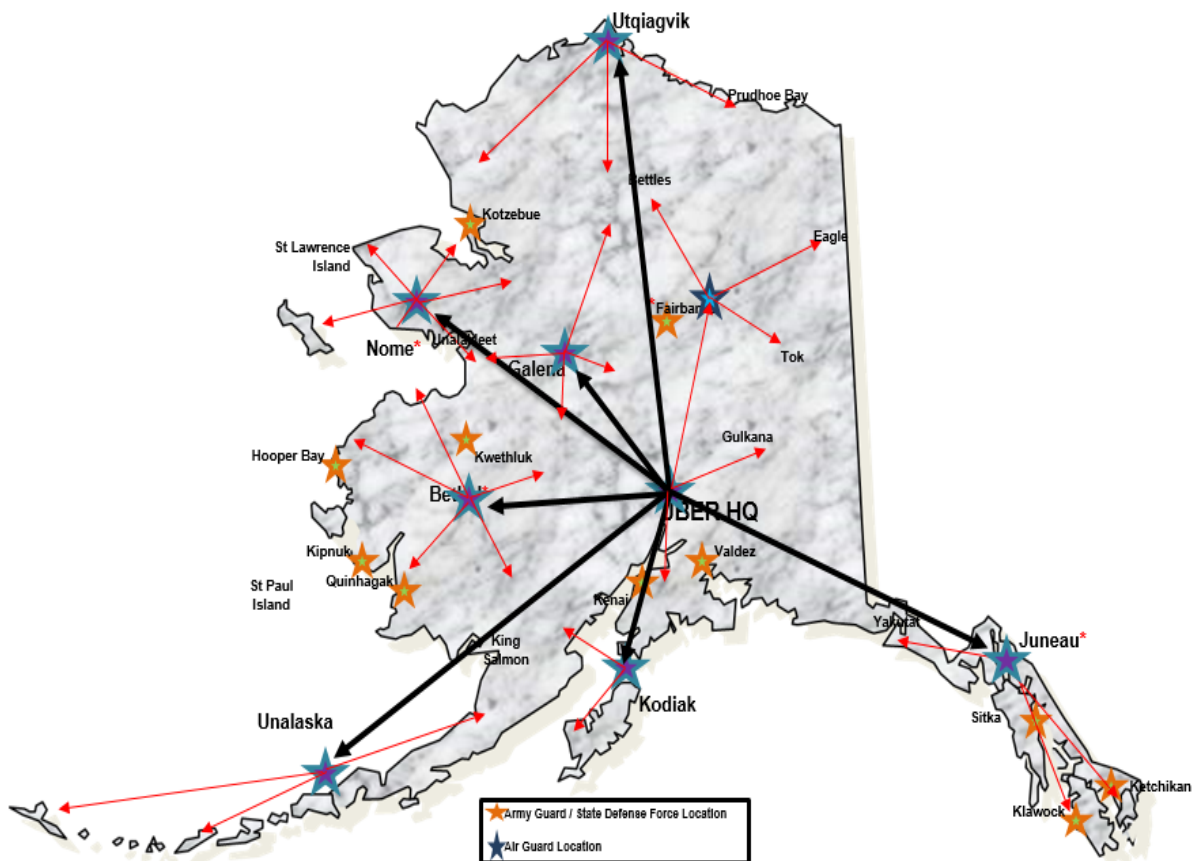 Utqiagvik
Prudhoe Bay
Bettles
Kotzebue
Eagle
St Lawrence
Island
*
Nome*
Unalakleet
Galena
Tok
Gulkana
Hooper Bay
Kwethluk
JBER HQ
Kipnuk
Quinhagak
Valdez
St Paul
Island
Kenai
King
Salmon
Yakutat
Juneau*
Kodiak
Unalaska
Sitka
Ketchikan
Klawock
Army Guard / State Defense Force Location
Air Guard Location